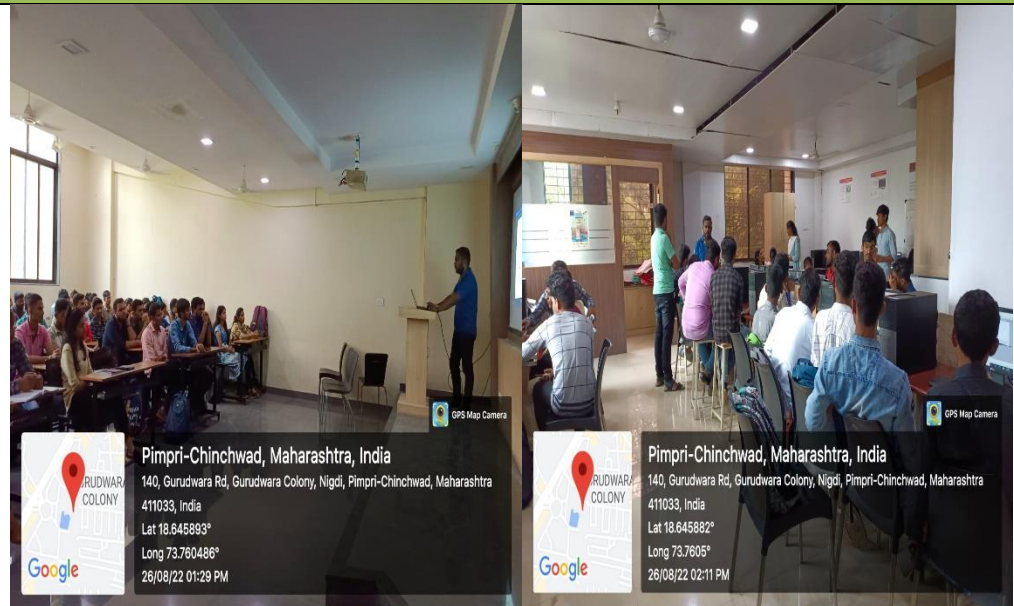 GPS Map Camera
Pimpri-Chinchwad, Maharashtra, India
140, Gurudwara Rd, Gurudwara Colony, Nigdi, Pimpri-Chinchwad, Maharashtra
411033, India
Lat 18.645893°
Long 73.760486°
26/08/22 01:29 PM
RUDWARA
COLONY
Google
GPS Map Camera
Pimpri-Chinchwad, Maharashtra, India
140, Gurudwara Rd, Gurudwara Colony, Nigdi, Pimpri-Chinchwad, Maharashtra
411033, India
Lat 18.645882°
Long 73.7605°
26/08/22 02:11 PM
RUDWARA
COLONY
Google